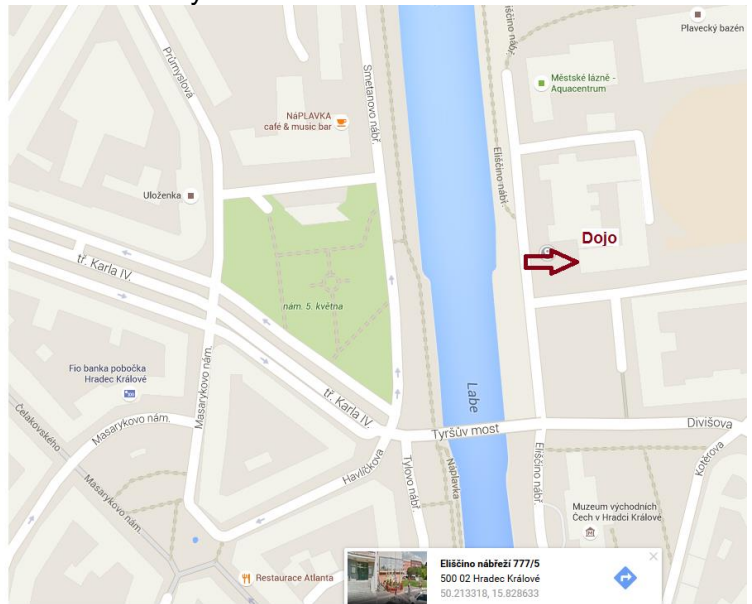 Plavecký bazén
Eliščino nábř.
Průmyslova
Smetanovo nábř.
Městské lázně -
Aquacentrum
NáPLAVKA
café & music bar
Eliščino nábř.
Uloženka
Dojo
tř. Karla IV.
nám. 5. května
Fio banka pobočka
Hradec Králové
Masarykovo nám.
tř. Karla IV.
Labe
Čelakovského
Masarykovo nám.
Tyršův most
Divišova
Havlíčkova
Eliščino nábř.
Kotěrova
Tylovo nábř.
Náplavka
Masarykovo nám.
Muzeum východních
Čech v Hradci Králové
Restaurace Atlanta
Eliščino nábřeží 777/5
500 02 Hradec Králové
50.213318, 15.828633